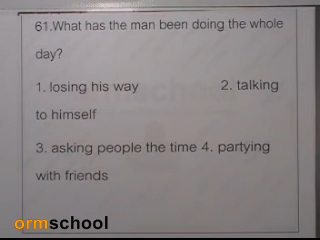 61.What has the man been doing the whole
day?
1. losing his way 2. talking
to himself
3. asking people the time 4. partying
with friends
ormschool